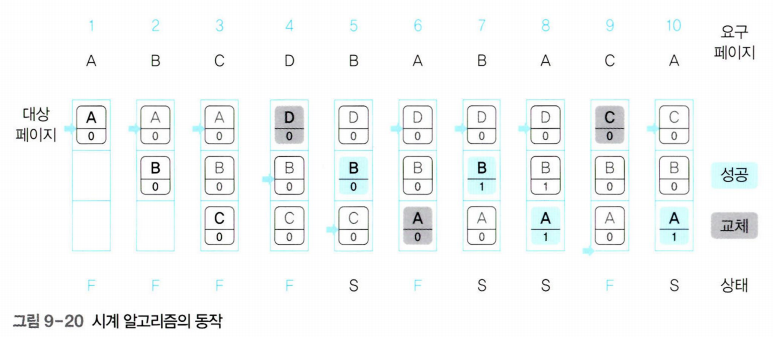 1 2 3 4 5 6 7 8 9 10 요구
페이지
A B C D B A B A C A
대상
페이지
A A A D D D D D C C
0 0 0 0 0 0 0 0 0 0
B B B B B B B B B
0 0 0 0 0 1 1 0 0
성공
C C C A A A A A
0 0 0 0 0 1 0 1
교체
F F F F S F S S F S 상태
그림 9-20 시계 알고리즘의 동작